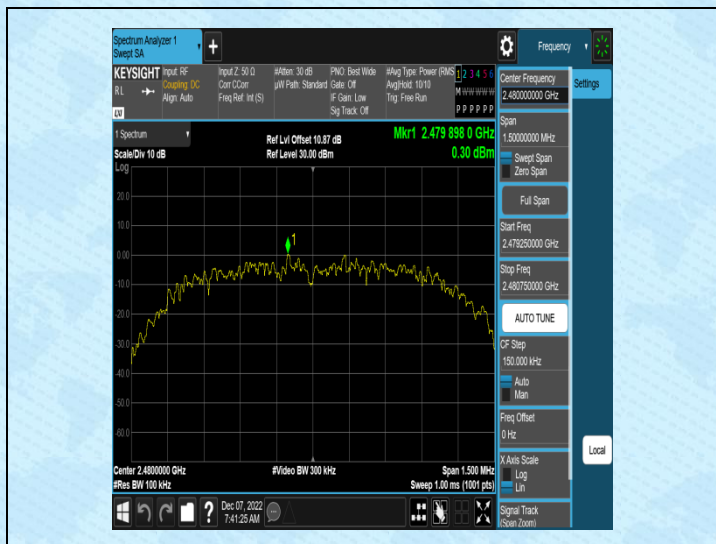 Spectrum Analyzer 1
Swept SA
Frequency
KEYSIGHT
RL
LXI
Input: RF
Coupling: DC
Align: Auto
Input Z: 50 Ω
Corr CCorr
Freq Ref: Int (S)
#Atten: 30 dB
µW Path: Standard
PNO: Best Wide
Gate: Off
IF Gain: Low
Sig Track: Off
#Avg Type: Power (RMS
Avg|Hold: 10/10
Trig: Free Run
1 2 3 4 5 6
M W W W W W
P P P P P P
1 Spectrum
Scale/Div 10 dB
Log
Ref Lvl Offset 10.87 dB
Ref Level 30.00 dBm
Mkr1 2.479 898 0 GHz
0.30 dBm
20.0
10.0
0.00
-10.0
-20.0
-30.0
-40.0
-50.0
-60.0
1
Center 2.4800000 GHz
#Res BW 100 kHz
#Video BW 300 kHz
Span 1.500 MHz
Sweep 1.00 ms (1001 pts)
Dec 07, 2022
7:41:25 AM
Settings
Center Frequency
2.480000000 GHz
Span
1.50000000 MHz
Swept Span
Zero Span
Full Span
Start Freq
2.479250000 GHz
Stop Freq
2.480750000 GHz
AUTO TUNE
CF Step
150.000 kHz
Auto
Man
Freq Offset
0 Hz
X Axis Scale
Log
Lin
Signal Track
(Span Zoom)
Local